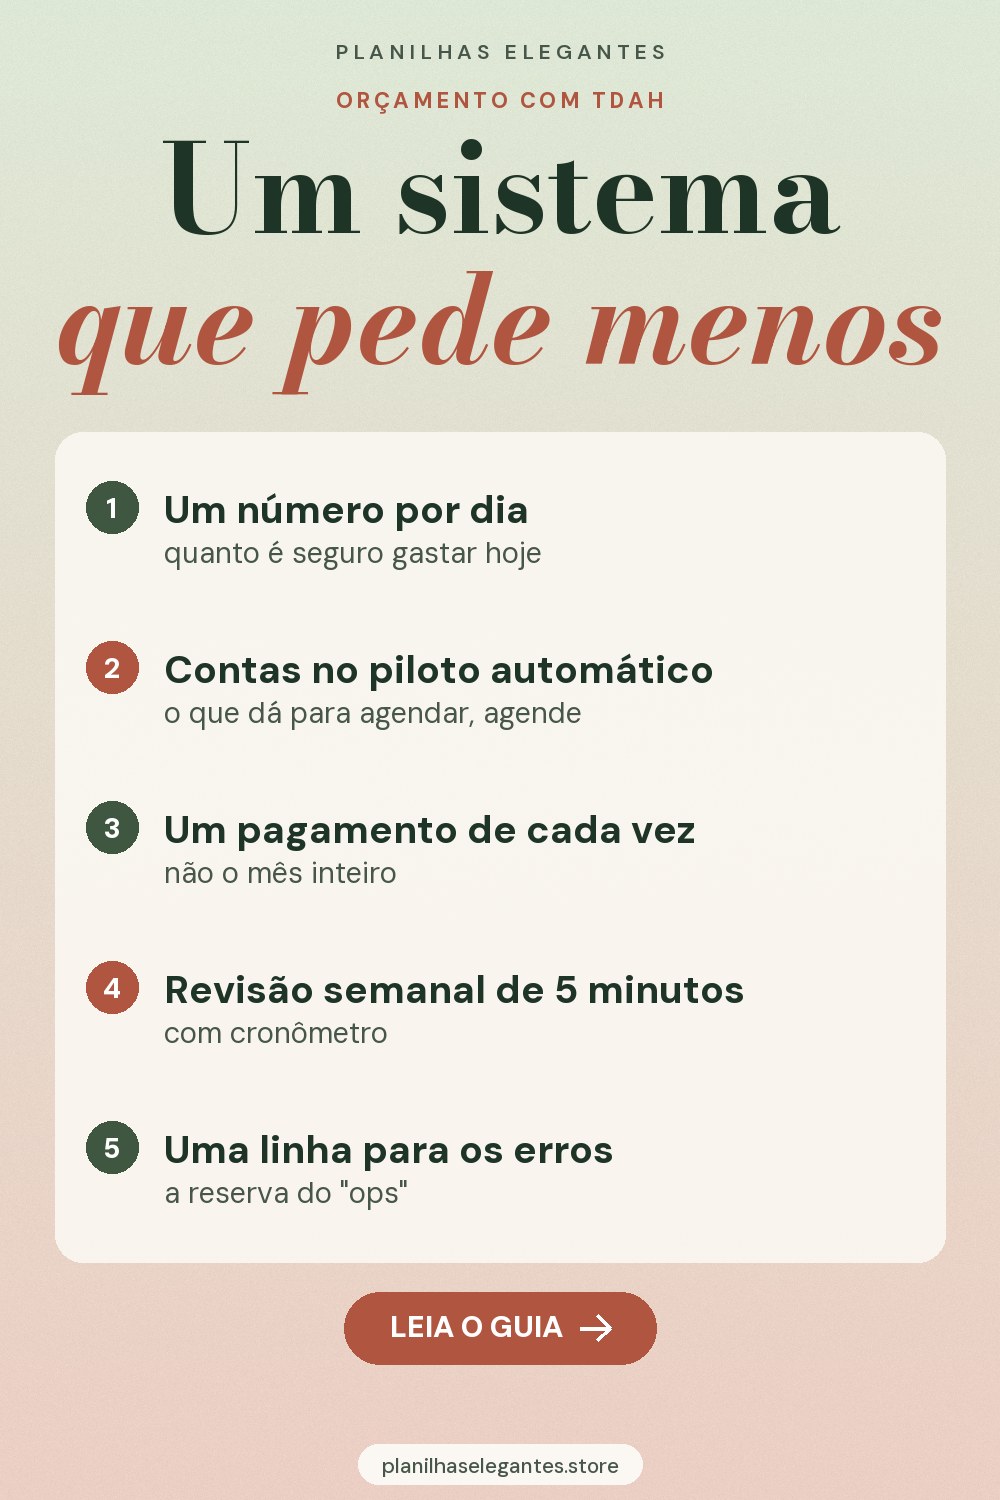 PLANILHAS ELEGANTES
ORÇAMENTO COM TDAH
Um sistema
que pede menos
1 Um número por dia
quanto é seguro gastar hoje
2 Contas no piloto automático
o que dá para agendar, agende
3 Um pagamento de cada vez
não o mês inteiro
4 Revisão semanal de 5 minutos
com cronômetro
5 Uma linha para os erros
a reserva do "ops"
LEIA O GUIA →
planilhaselegantes.store